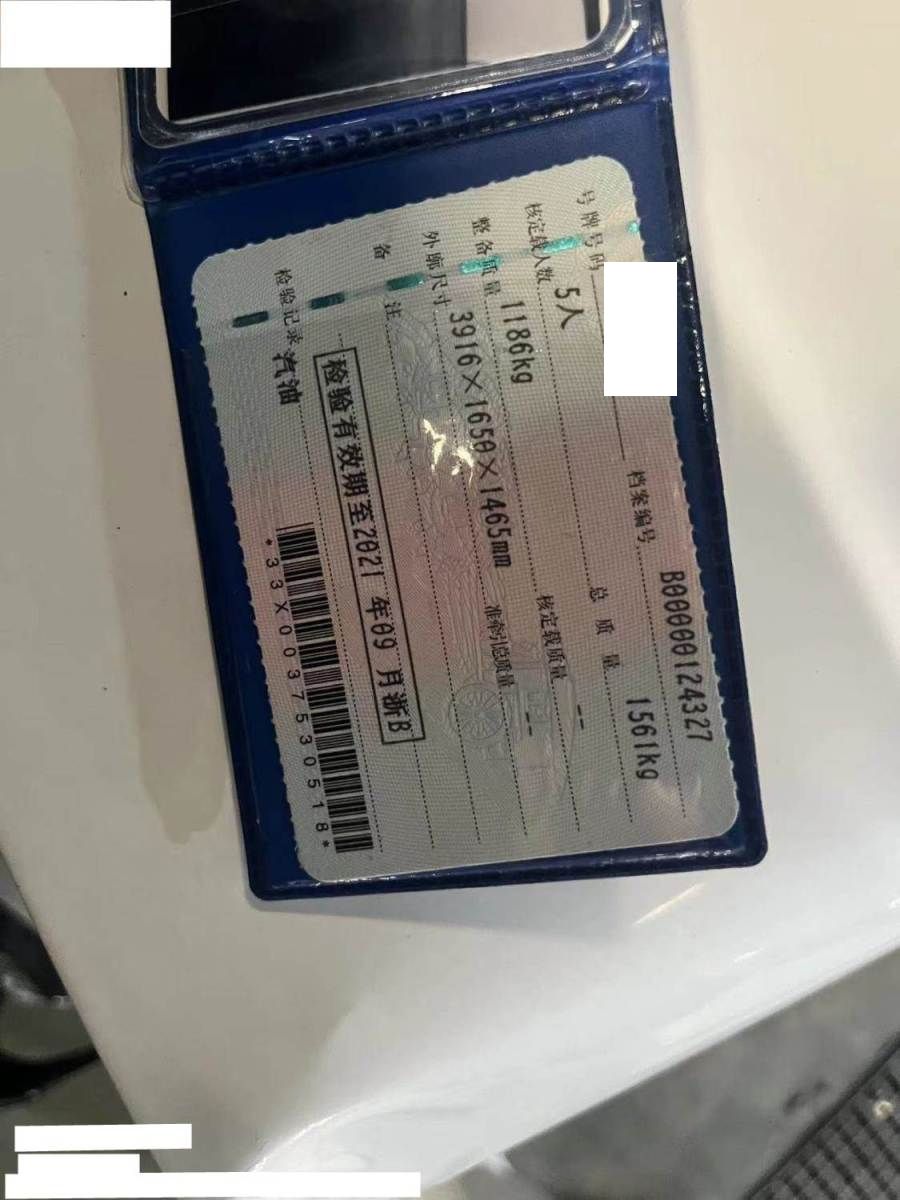 号牌号码 档案编号 B000000124327
核定载人数 5人 总质量 1561kg
整备质量 1186kg 核定载质量 --
外廓尺寸 3916×1650×1465mm 准牵引总质量 --
备注
检验有效期至2021 年09 月浙B
检验记录 汽油
*33X0037530518*